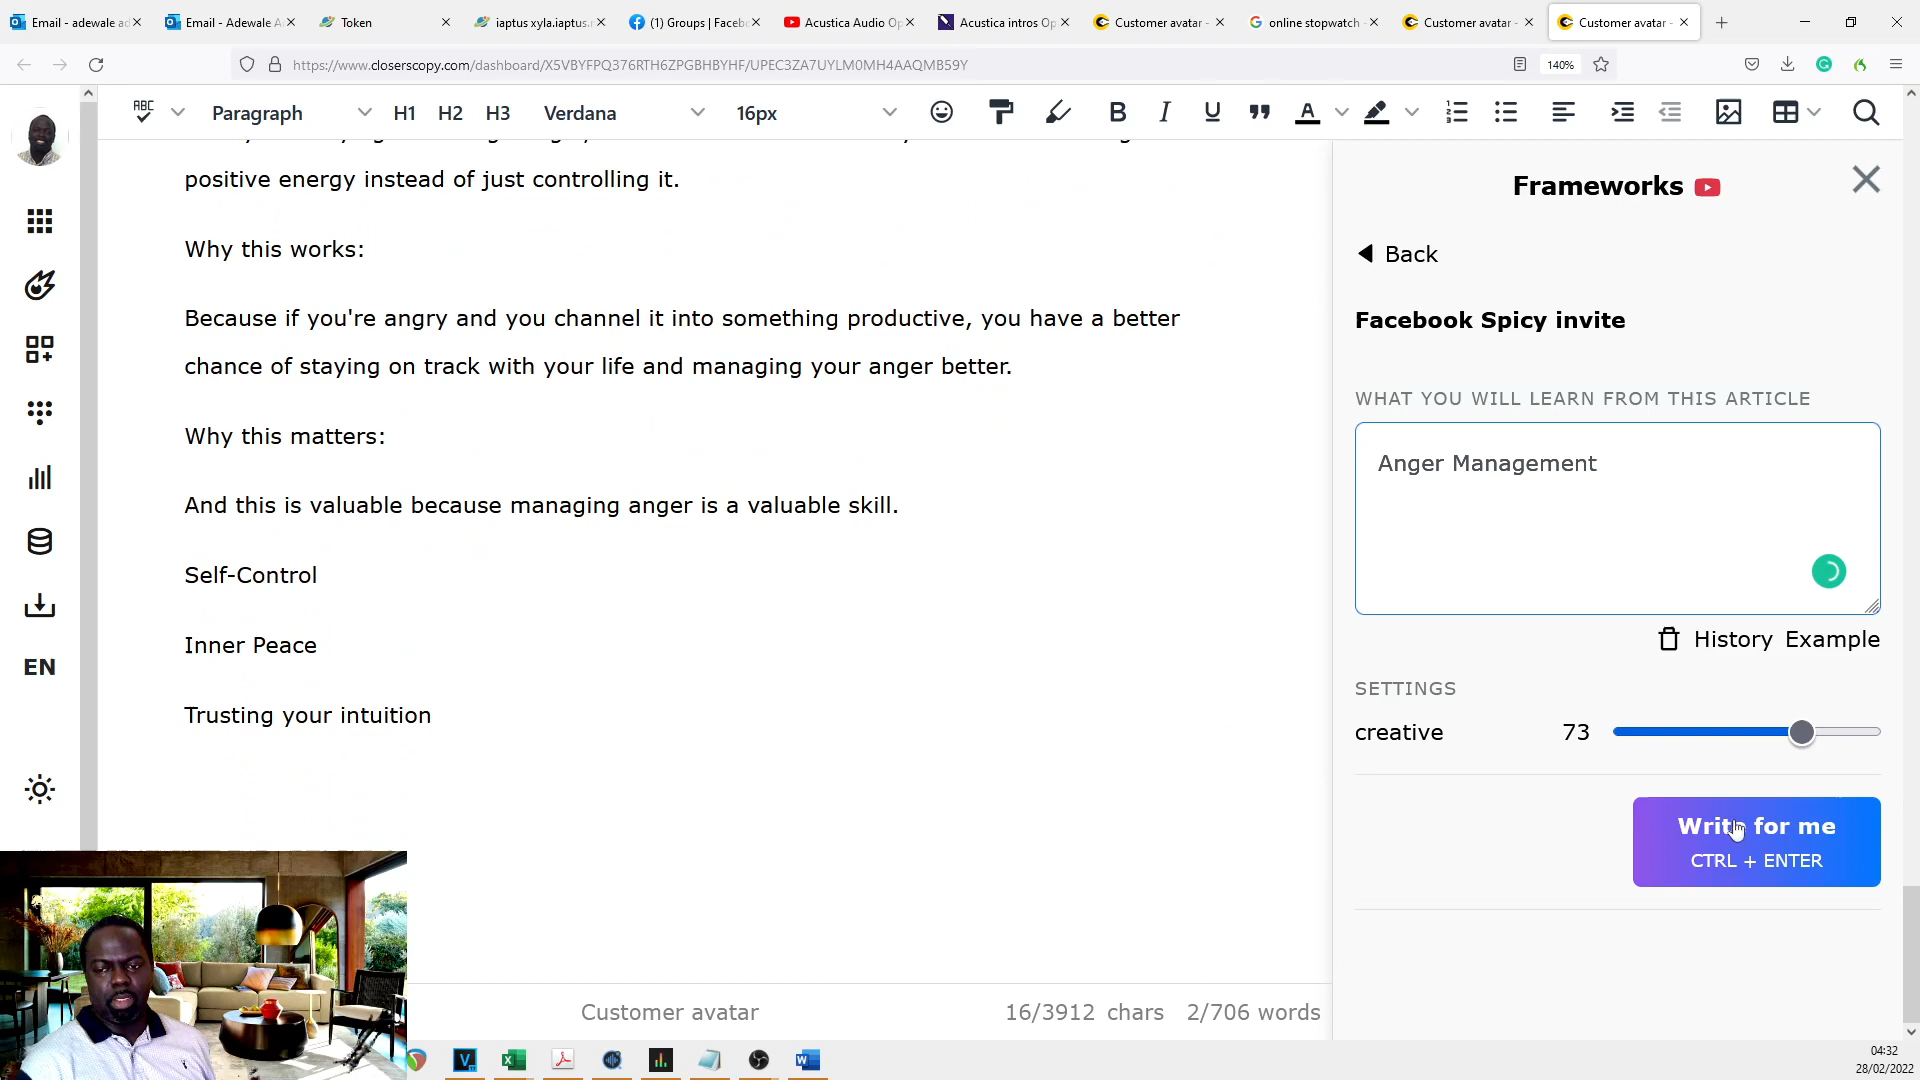 Email - adewale ad
Email - Adewale A
Token
iaptus xyla.iaptus.r
(1) Groups | Faceb
Acustica Audio Op
Acustica intros Op
Customer avatar -
online stopwatch -
Customer avatar -
Customer avatar -
https://www.closerscopy.com/dashboard/X5VBYFPQ376RTH6ZPGBHBYHF/UPEC3ZA7UYLM0MH4AAQMB59Y
140%
ABC
Paragraph
H1
H2
H3
Verdana
16px
B
I
U
A
positive energy instead of just controlling it.
Why this works:
Because if you're angry and you channel it into something productive, you have a better
chance of staying on track with your life and managing your anger better.
Why this matters:
And this is valuable because managing anger is a valuable skill.
Self-Control
Inner Peace
Trusting your intuition
EN
Frameworks
Back
Facebook Spicy invite
WHAT YOU WILL LEARN FROM THIS ARTICLE
Anger Management
History Example
SETTINGS
creative 73
Write for me
CTRL + ENTER
Customer avatar
16/3912 chars
2/706 words
04:32
28/02/2022